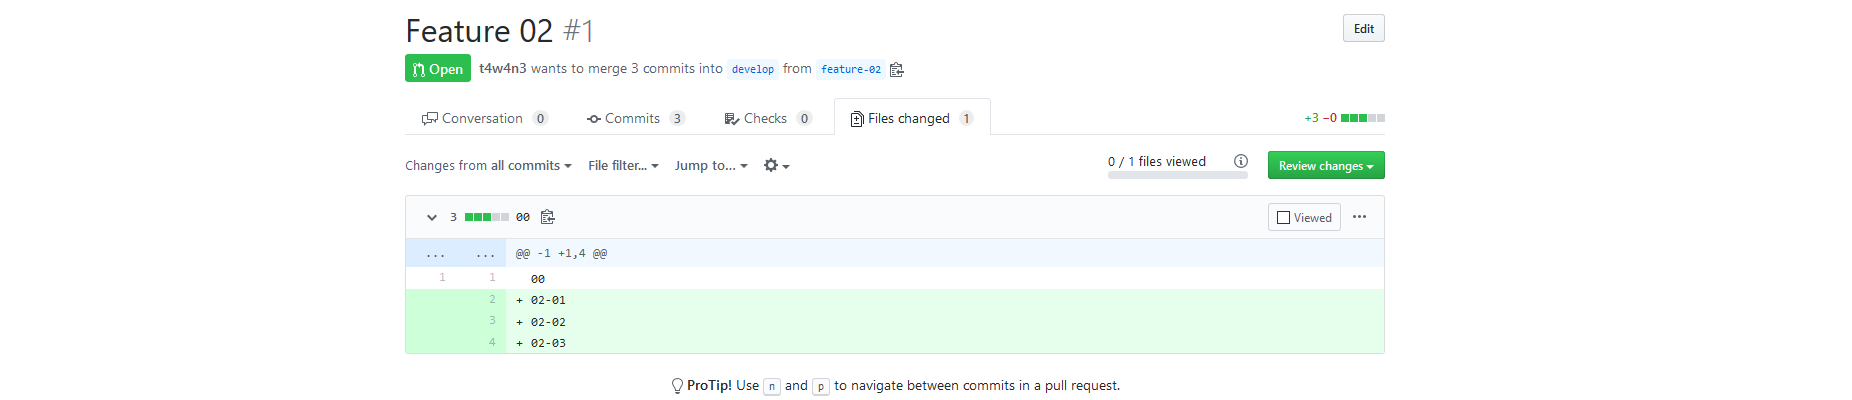 Feature 02 #1
Edit
Open t4w4n3 wants to merge 3 commits into develop from feature-02
Conversation 0 Commits 3 Checks 0 Files changed 1 +3 −0
Changes from all commits File filter... Jump to... 0 / 1 files viewed Review changes
3 00 Viewed ...
... ... @@ -1 +1,4 @@
1 1 00
2 + 02-01
3 + 02-02
4 + 02-03
ProTip! Use n and p to navigate between commits in a pull request.